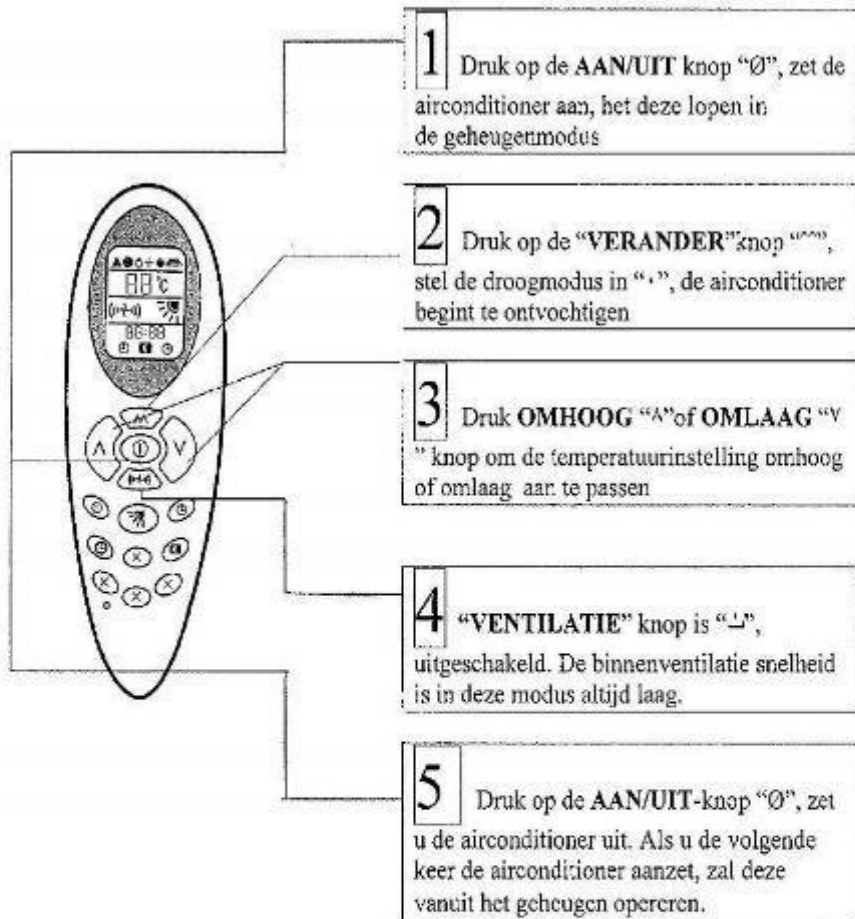 1 Druk op de AAN/UIT knop “Ø”, zet de
airconditioner aan, het deze lopen in
de geheugenmodus
2 Druk op de “VERANDER”knop “^^”,
stel de droogmodus in “·”, de airconditioner
begint te ontvochtigen
3 Druk OMHOOG “^”of OMLAAG “v
” knop om de temperatuurinstelling omhoog
of omlaag aan te passen
4 “VENTILATIE” knop is “”,
uitgeschakeld. De binnenventilatie snelheid
is in deze modus altijd laag.
5 Druk op de AAN/UIT-knop “Ø”, zet
u de airconditioner uit. Als u de volgende
keer de airconditioner aanzet, zal deze
vanuit het geheugen opereren.
88°C
88:88